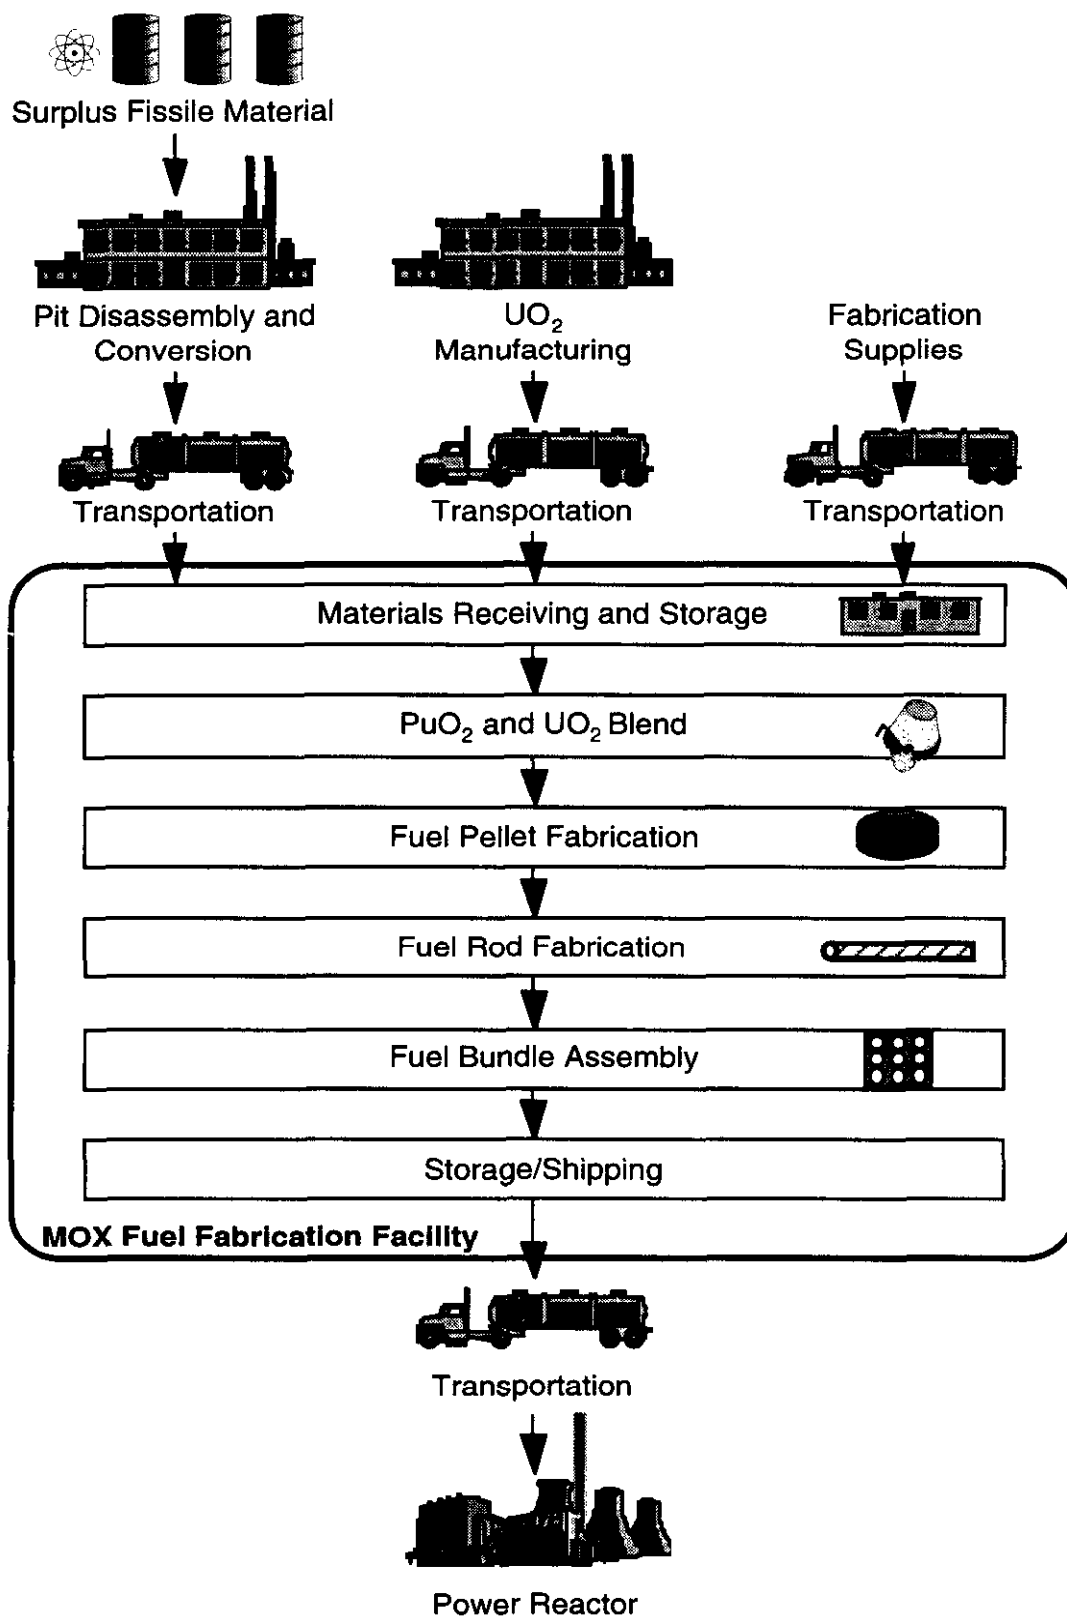 Surplus Fissile Material
Pit Disassembly and
Conversion
UO₂
Manufacturing
Fabrication
Supplies
Transportation
Transportation
Transportation
Materials Receiving and Storage
PuO₂ and UO₂ Blend
Fuel Pellet Fabrication
Fuel Rod Fabrication
Fuel Bundle Assembly
Storage/Shipping
MOX Fuel Fabrication Facility
Transportation
Power Reactor